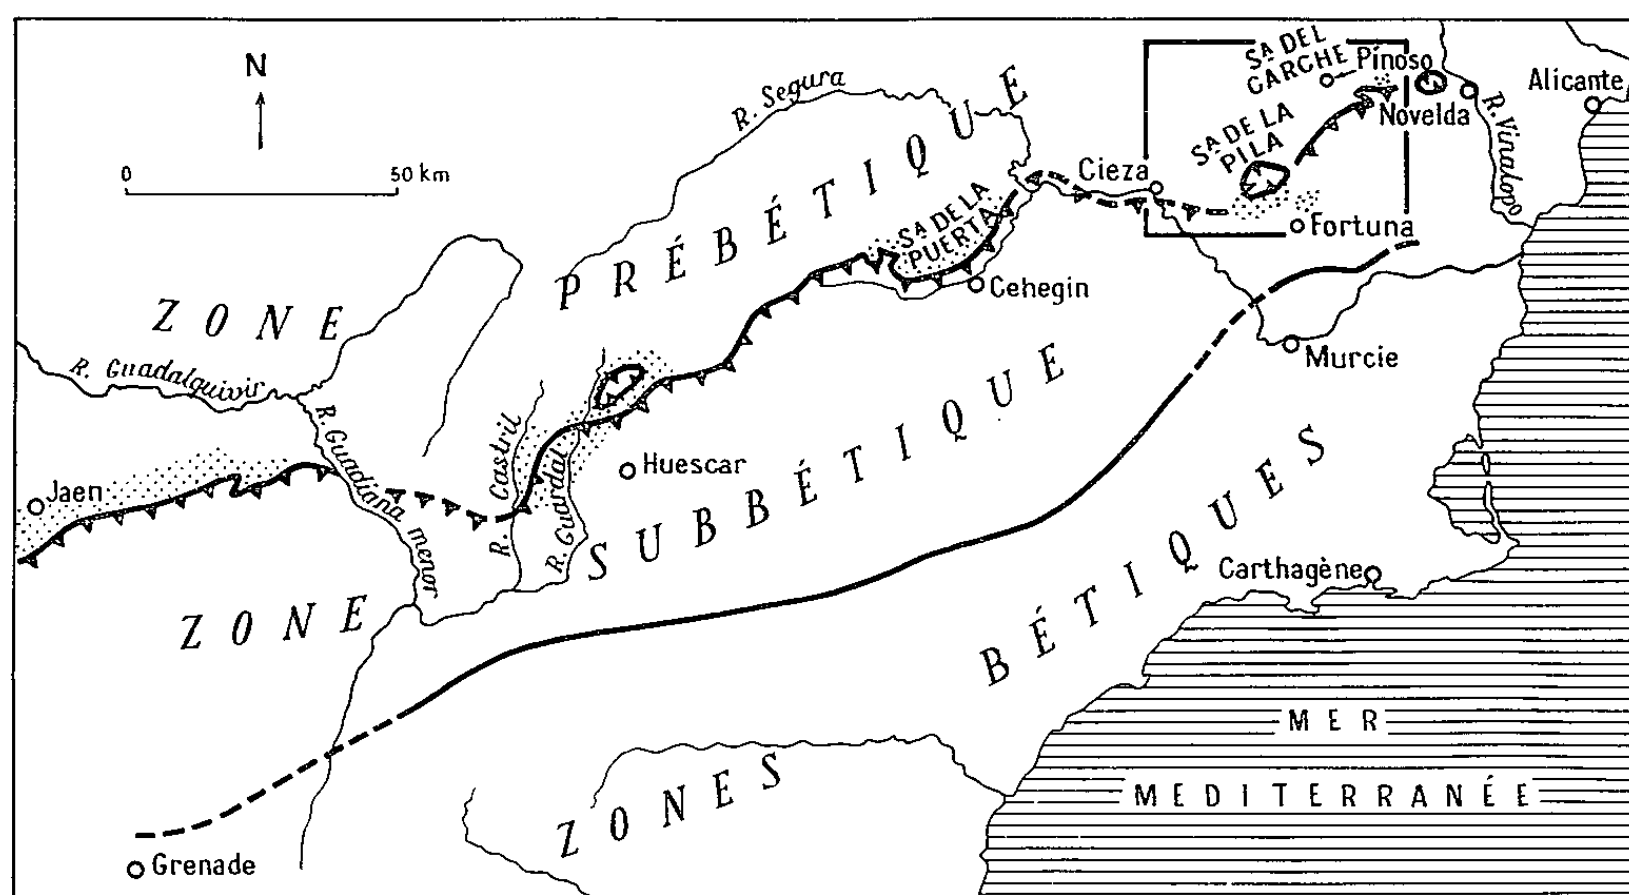 N
0 50 km
R. Segura
Sᴬ DEL
CARCHE
Pinoso
Alicante
Novelda
R. Vinalopo
Sᴬ DE LA
PILA
Cieza
Fortuna
ZONE PRÉBÉTIQUE
Sᴬ DE LA
PUERTA
Cehegin
Murcie
R. Guadalquivir
R. Guadiana menor
R. Castril
R. Guardal
Huescar
Jaen
ZONE SUBBÉTIQUE
Carthagène
ZONES BÉTIQUES
MER
MEDITERRANÉE
Grenade